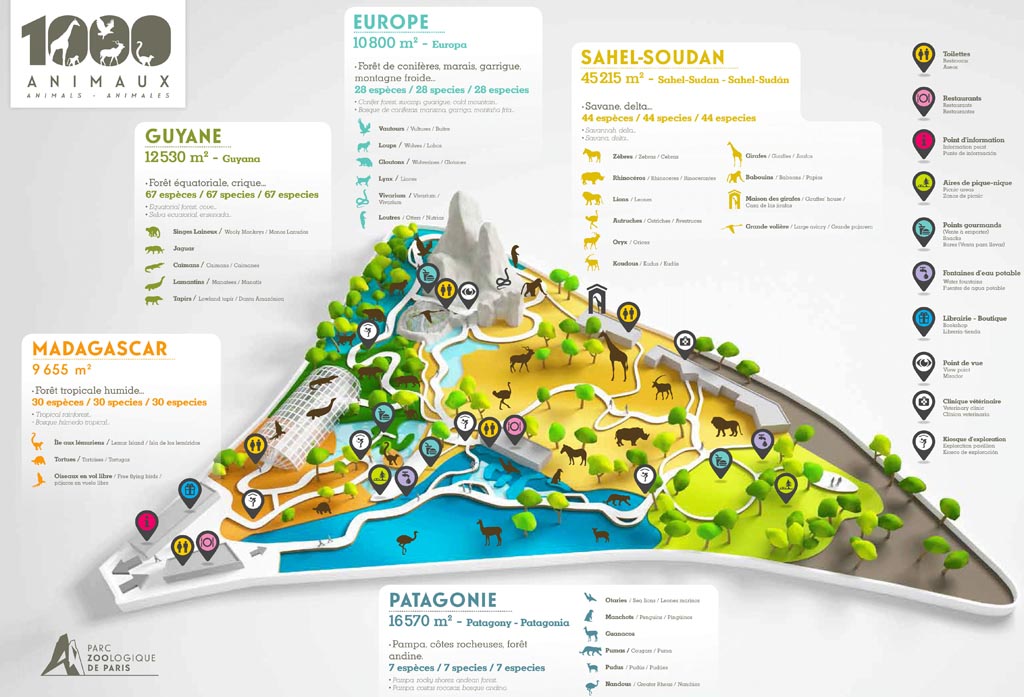 1000
ANIMAUX
ANIMALS - ANIMALES
EUROPE
10 800 m² - Europa
• Forêt de conifères, marais, garrigue,
montagne froide...
28 espèces / 28 species / 28 especies
• Conifer forest, swamp, guarigue, cold mountain...
• Bosque de coníferas, marisma, garriga, montaña fría...
Vautours / Vultures / Buitre
Loups / Wolves / Lobos
Gloutons / Wolverines / Glotones
Lynx / Linces
Vivarium / Vivarium /
Vivarium
Loutres / Otters / Nutrias
SAHEL-SOUDAN
45 215 m² - Sahel-Sudan - Sahel-Sudán
• Savane, delta...
44 espèces / 44 species / 44 especies
• Savannah, delta...
• Savana, delta...
Zèbres / Zebras / Cebras
Rhinocéros / Rhinoceros / Rinocerontes
Lions / Leones
Autruches / Ostriches / Avestruces
Oryx / Orixes
Koudous / Kudus / Kudús
Girafes / Giraffes / Jirafas
Babouins / Baboons / Papios
Maison des girafes / Giraffes' house /
Casa de las jirafas
Grande volière / Large aviary / Grande pajarera
GUYANE
12 530 m² - Guyana
• Forêt équatoriale, crique...
67 espèces / 67 species / 67 especies
• Equatorial forest, cove...
• Selva ecuatorial, ensenada...
Singes Laineux / Wooly Monkeys / Monos Lanudos
Jaguar
Caïmans / Caimans / Caimanes
Lamantins / Manatees / Manatís
Tapirs / Lowland tapir / Danta Amazónica
MADAGASCAR
9 655 m²
• Forêt tropicale humide...
30 espèces / 30 species / 30 especies
• Tropical rainforest...
• Bosque húmedo tropical...
Île aux lémuriens / Lemur Island / Isla de los lemúridos
Tortues / Tortoises / Tortugas
Oiseaux en vol libre / Free flying birds /
pájaros en vuelo libre
PATAGONIE
16 570 m² - Patagony - Patagonia
• Pampa, côtes rocheuses, forêt
andine.
7 espèces / 7 species / 7 especies
• Pampa, rocky shores, andean forest.
• Pampa, costas rocosas, bosque andino.
Otaries / Sea lions / Leones marinos
Manchots / Penguins / Pingüinos
Guanacos
Pumas / Cougars / Puma
Pudus / Pudús / Pudúes
Nandous / Greater Rheas / Nandúes
Toilettes
Restrooms
Aseos
Restaurants
Restaurants
Restaurantes
Point d'information
Information point
Punto de información
Aires de pique-nique
Picnic areas
Zonas de picnic
Points gourmands
(Vente à emporter)
Snacks
Bares (Venta para llevar)
Fontaines d'eau potable
Water fountains
Fuentes de agua potable
Librairie - Boutique
Bookshop
Librería-tienda
Point de vue
View point
Mirador
Clinique vétérinaire
Veterinary clinic
Clínica veterinaria
Kiosque d'exploration
Exploration pavilion
Kiosco de exploración
PARC
ZOOLOGIQUE
DE PARIS